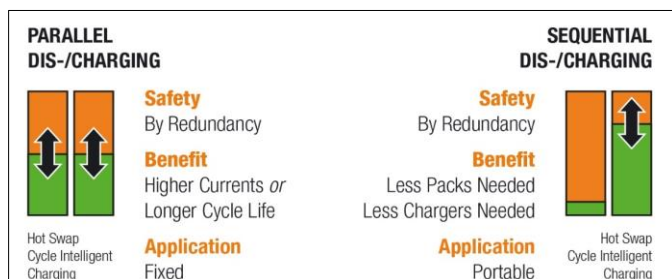 PARALLEL
DIS-/CHARGING
Safety
By Redundancy
Benefit
Higher Currents or
Longer Cycle Life
Application
Fixed
Hot Swap
Cycle Intelligent
Charging
SEQUENTIAL
DIS-/CHARGING
Safety
By Redundancy
Benefit
Less Packs Needed
Less Chargers Needed
Application
Portable
Hot Swap
Cycle Intelligent
Charging